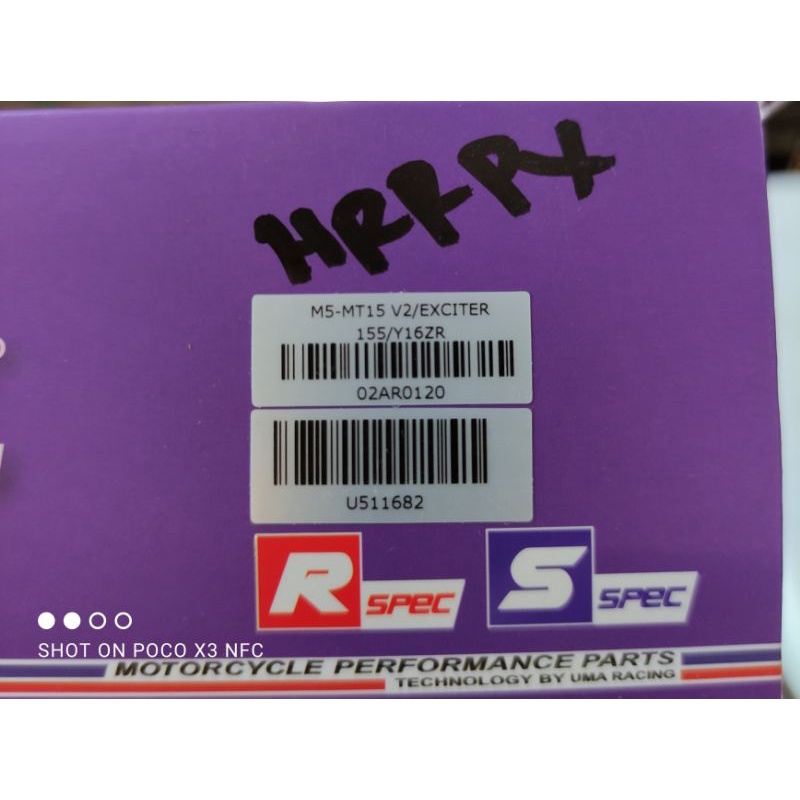 HRRPX
M5-MT15 V2/EXCITER
155/Y16ZR
02AR0120
U511682
R SPEC
S SPEC
SHOT ON POCO X3 NFC
MOTORCYCLE PERFORMANCE PARTS
TECHNOLOGY BY UMA RACING